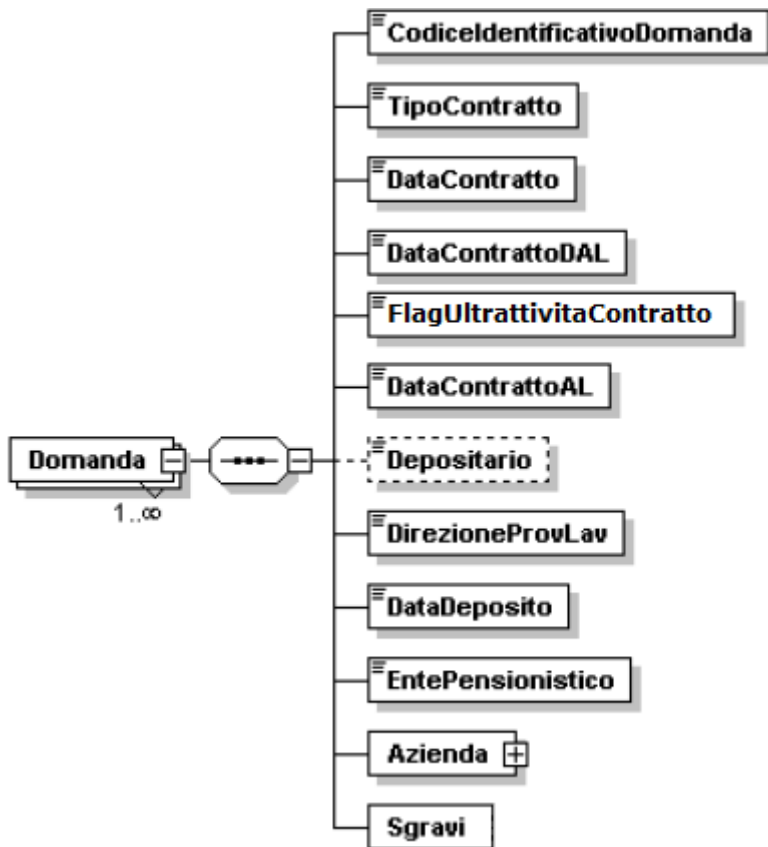 CodiceIdentificativoDomanda
TipoContratto
DataContratto
DataContrattoDAL
FlagUltrattivitaContratto
DataContrattoAL
Domanda
1..∞
Depositario
DirezioneProvLav
DataDeposito
EntePensionistico
Azienda
Sgravi